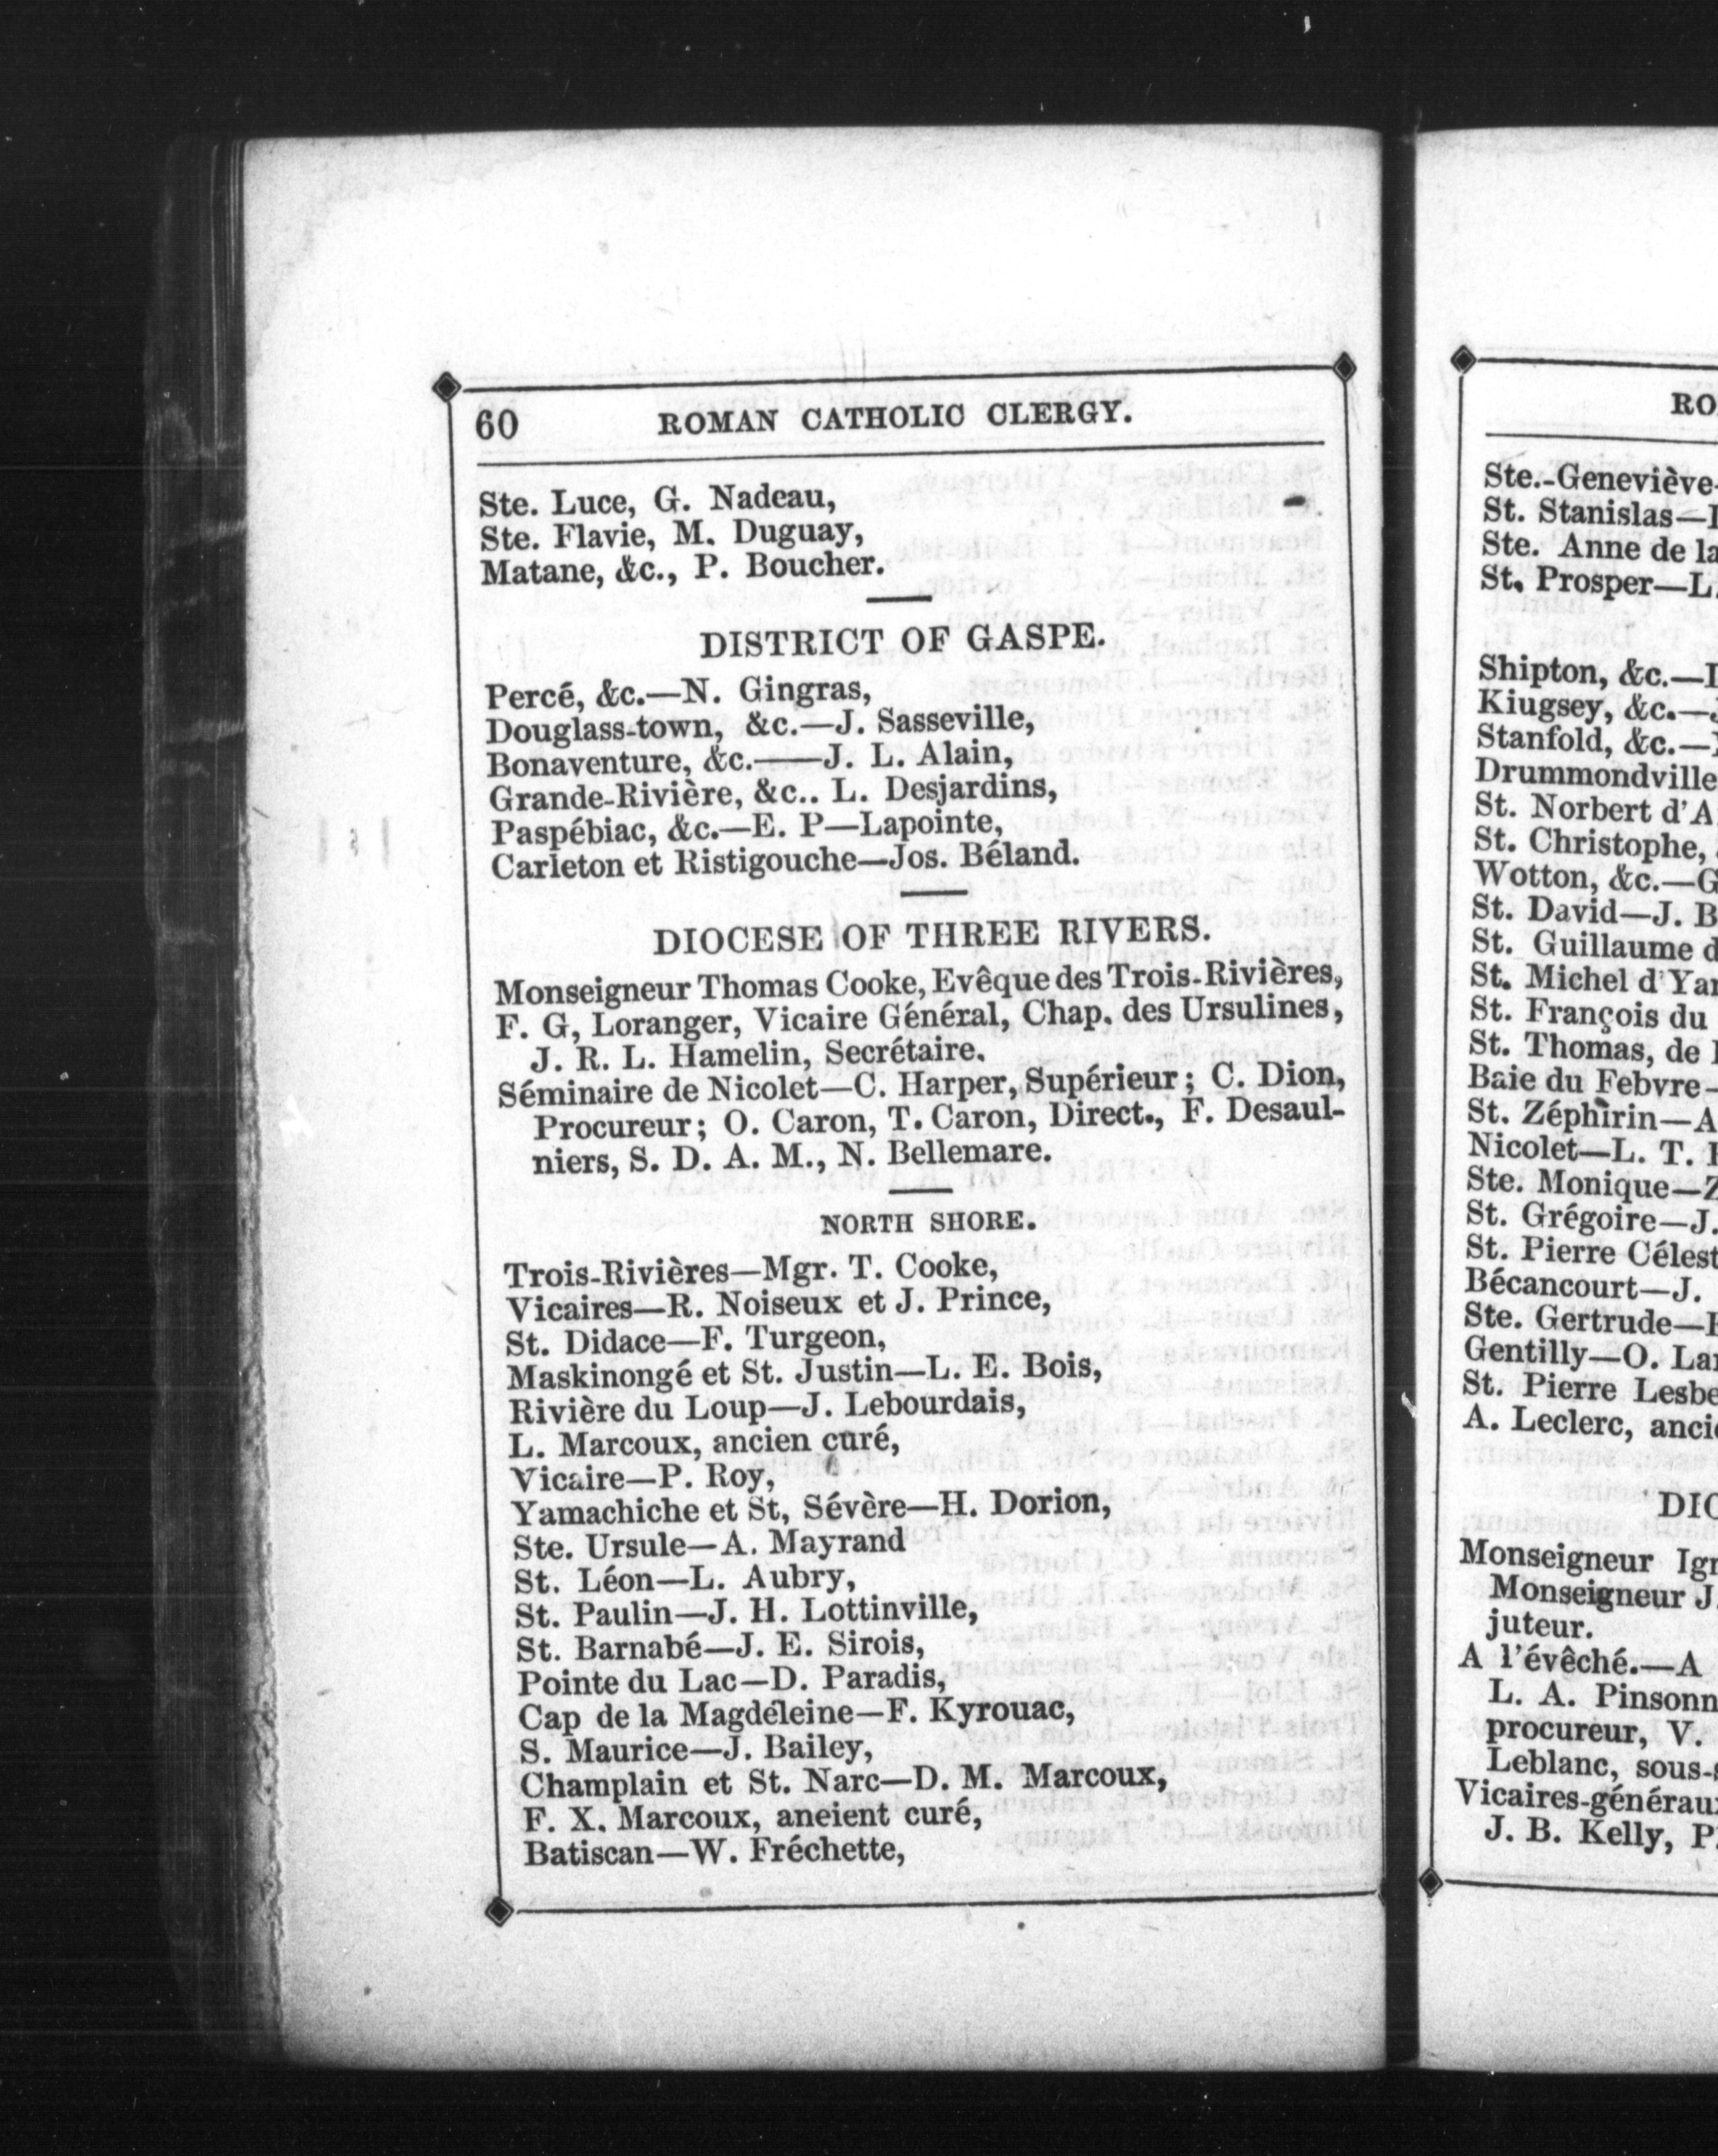 60 ROMAN CATHOLIC CLERGY.
Ste. Luce, G. Nadeau,
Ste. Flavie, M. Duguay,
Matane, &c., P. Boucher.
DISTRICT OF GASPE.
Percé, &c.—N. Gingras,
Douglass-town, &c.—J. Sasseville,
Bonaventure, &c.——J. L. Alain,
Grande-Rivière, &c.. L. Desjardins,
Paspébiac, &c.—E. P—Lapointe,
Carleton et Ristigouche—Jos. Béland.
DIOCESE OF THREE RIVERS.
Monseigneur Thomas Cooke, Evêque des Trois-Rivières,
F. G, Loranger, Vicaire Général, Chap. des Ursulines,
J. R. L. Hamelin, Secrétaire.
Séminaire de Nicolet—C. Harper, Supérieur; C. Dion,
Procureur; O. Caron, T. Caron, Direct., F. Desaul-
niers, S. D. A. M., N. Bellemare.
NORTH SHORE.
Trois-Rivières—Mgr. T. Cooke,
Vicaires—R. Noiseux et J. Prince,
St. Didace—F. Turgeon,
Maskinongé et St. Justin—L. E. Bois,
Rivière du Loup—J. Lebourdais,
L. Marcoux, ancien curé,
Vicaire—P. Roy,
Yamachiche et St, Sévère—H. Dorion,
Ste. Ursule—A. Mayrand
St. Léon—L. Aubry,
St. Paulin—J. H. Lottinville,
St. Barnabé—J. E. Sirois,
Pointe du Lac—D. Paradis,
Cap de la Magdéleine—F. Kyrouac,
S. Maurice—J. Bailey,
Champlain et St. Narc—D. M. Marcoux,
F. X. Marcoux, aneient curé,
Batiscan—W. Fréchette,
Ste.-Geneviève-
St. Stanislas—
Ste. Anne de la
St. Prosper—L.
Shipton, &c.—
Kiugsey, &c.—
Stanfold, &c.—
Drummondville
St. Norbert d'A
St. Christophe,
Wotton, &c.—G
St. David—J. B
St. Guillaume d
St. Michel d'Ya
St. François du
St. Thomas, de
Baie du Febvre-
St. Zéphirin—A
Nicolet—L. T.
Ste. Monique—Z
St. Grégoire—J.
St. Pierre Célest
Bécancourt—J.
Ste. Gertrude—
Gentilly—O. La
St. Pierre Lesbe
A. Leclerc, anci
Monseigneur Ig
Monseigneur J.
juteur.
A l'évêché.—A
L. A. Pinsonn
procureur, V.
Leblanc, sous-
Vicaires-générau
J. B. Kelly, P